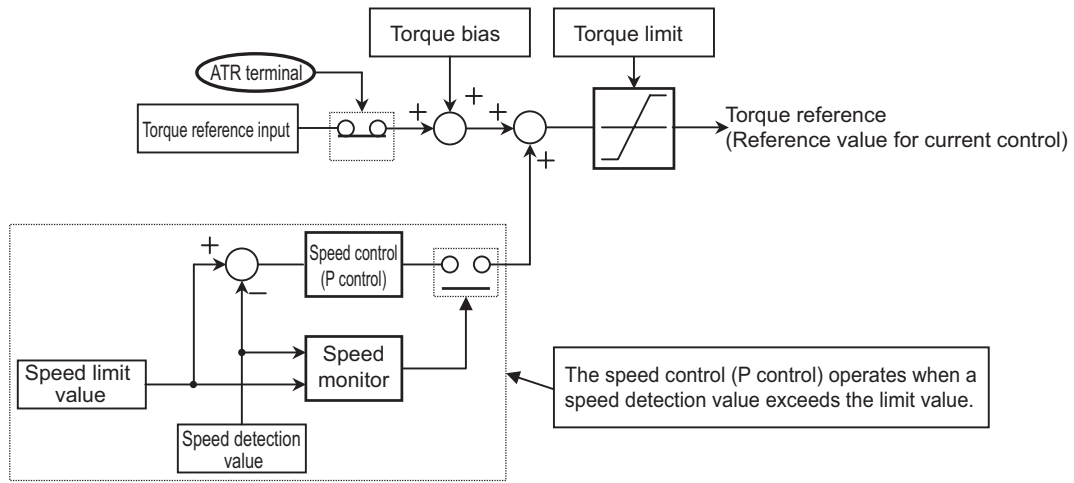 Torque bias
Torque limit
ATR terminal
Torque reference input
+
+
+
+
Torque reference
(Reference value for current control)
+
−
Speed control
(P control)
Speed
monitor
Speed limit
value
Speed detection
value
The speed control (P control) operates when a
speed detection value exceeds the limit value.